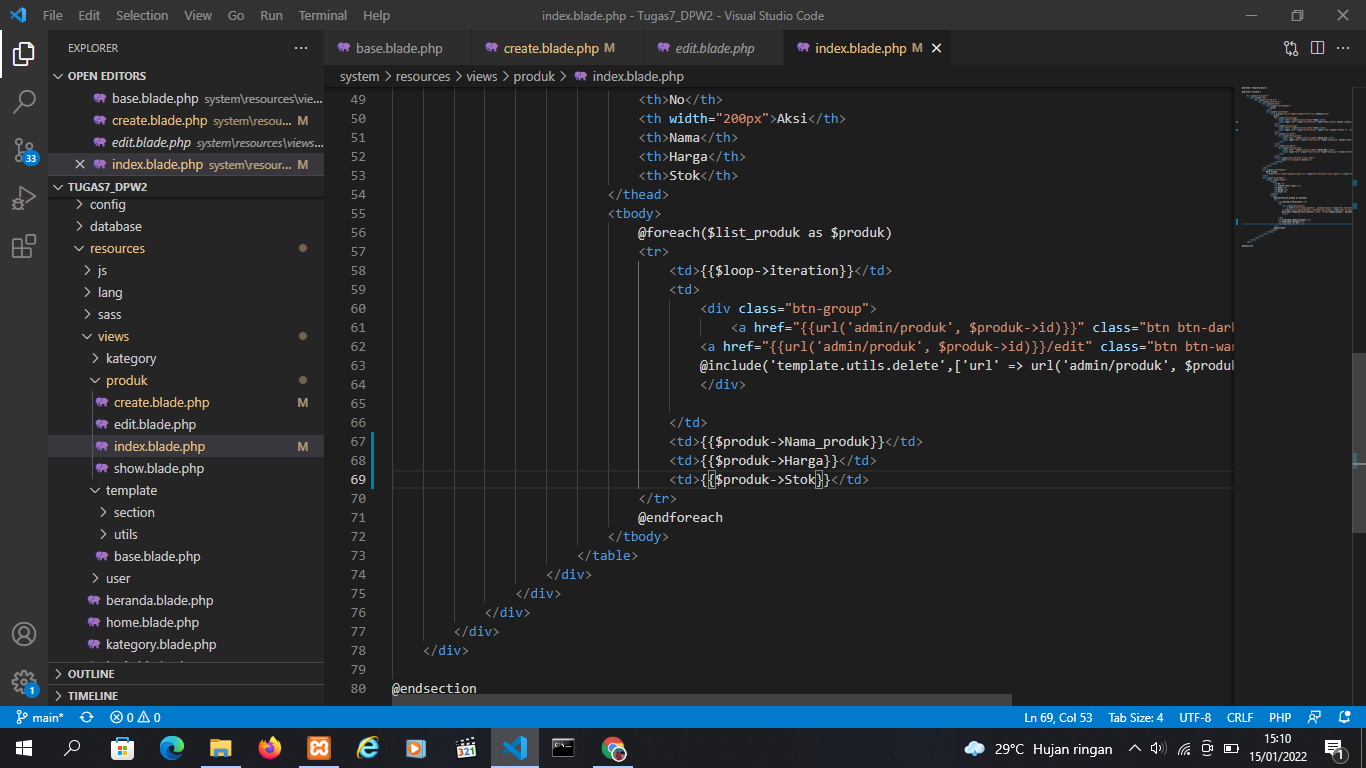 File Edit Selection View Go Run Terminal Help
index.blade.php - Tugas7_DPW2 - Visual Studio Code
EXPLORER
OPEN EDITORS
base.blade.php system\resources\vie...
create.blade.php system\resou... M
edit.blade.php system\resources\views...
index.blade.php system\resour... M
TUGAS7_DPW2
config
database
resources
js
lang
sass
views
kategory
produk
create.blade.php M
edit.blade.php
index.blade.php M
show.blade.php
template
section
utils
base.blade.php
user
beranda.blade.php
home.blade.php
kategory.blade.php
OUTLINE
TIMELINE
33
1
base.blade.php create.blade.php M edit.blade.php index.blade.php M
system > resources > views > produk > index.blade.php
49 <th>No</th>
50 <th width="200px">Aksi</th>
51 <th>Nama</th>
52 <th>Harga</th>
53 <th>Stok</th>
54 </thead>
55 <tbody>
56 @foreach($list_produk as $produk)
57 <tr>
58 <td>{{$loop->iteration}}</td>
59 <td>
60 <div class="btn-group">
61 <a href="{{url('admin/produk', $produk->id)}}" class="btn btn-dar
62 <a href="{{url('admin/produk', $produk->id)}}/edit" class="btn btn-wa
63 @include('template.utils.delete',['url' => url('admin/produk', $produ
64 </div>
65
66 </td>
67 <td>{{$produk->Nama_produk}}</td>
68 <td>{{$produk->Harga}}</td>
69 <td>{{$produk->Stok}}</td>
70 </tr>
71 @endforeach
72 </tbody>
73 </table>
74 </div>
75 </div>
76 </div>
77 </div>
78 </div>
79
80 @endsection
main* 0 0 Ln 69, Col 53 Tab Size: 4 UTF-8 CRLF PHP
321
29°C Hujan ringan
15:10
15/01/2022
1